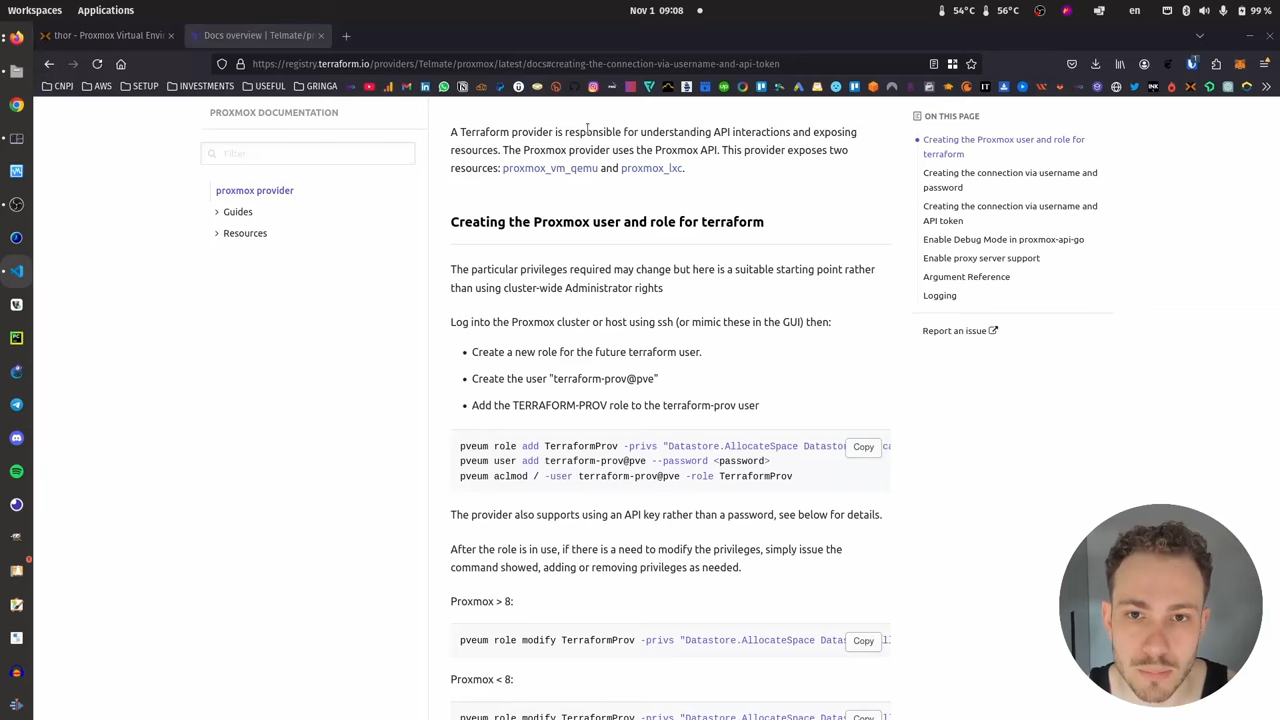 Workspaces Applications Nov 1 09:08 54°C 56°C en 99 %
thor - Proxmox Virtual Envi Docs overview | Telmate/pr
https://registry.terraform.io/providers/Telmate/proxmox/latest/docs#creating-the-connection-via-username-and-api-token
CNPJ AWS SETUP INVESTMENTS USEFUL GRINGA
PROXMOX DOCUMENTATION
Filter
proxmox provider
Guides
Resources
A Terraform provider is responsible for understanding API interactions and exposing
resources. The Proxmox provider uses the Proxmox API. This provider exposes two
resources: proxmox_vm_qemu and proxmox_lxc.
Creating the Proxmox user and role for terraform
The particular privileges required may change but here is a suitable starting point rather
than using cluster-wide Administrator rights
Log into the Proxmox cluster or host using ssh (or mimic these in the GUI) then:
• Create a new role for the future terraform user.
• Create the user "terraform-prov@pve"
• Add the TERRAFORM-PROV role to the terraform-prov user
pveum role add TerraformProv -privs "Datastore.AllocateSpace Datastor
Copy
pveum user add terraform-prov@pve --password <password>
pveum aclmod / -user terraform-prov@pve -role TerraformProv
The provider also supports using an API key rather than a password, see below for details.
After the role is in use, if there is a need to modify the privileges, simply issue the
command showed, adding or removing privileges as needed.
Proxmox > 8:
pveum role modify TerraformProv -privs "Datastore.AllocateSpace Datas
Copy
Proxmox < 8:
pveum role modify TerraformProv -privs "Datastore.AllocateSpace Datas
Copy
ON THIS PAGE
Creating the Proxmox user and role for
terraform
Creating the connection via username and
password
Creating the connection via username and
API token
Enable Debug Mode in proxmox-api-go
Enable proxy server support
Argument Reference
Logging
Report an issue